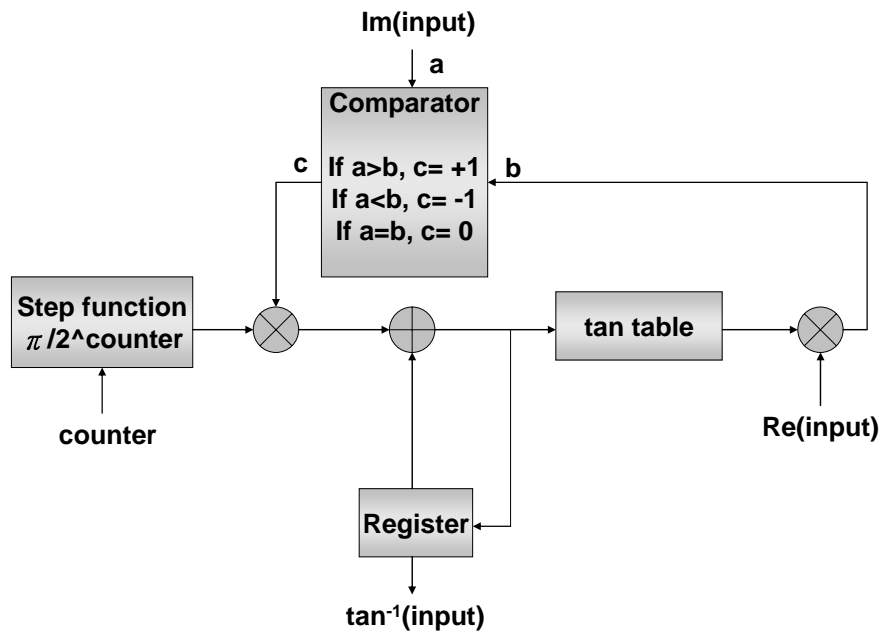 Im(input)
a
Comparator
If a>b, c= +1
If a<b, c= -1
If a=b, c= 0
c
b
Step function
π/2^counter
tan table
counter
Re(input)
Register
tan⁻¹(input)